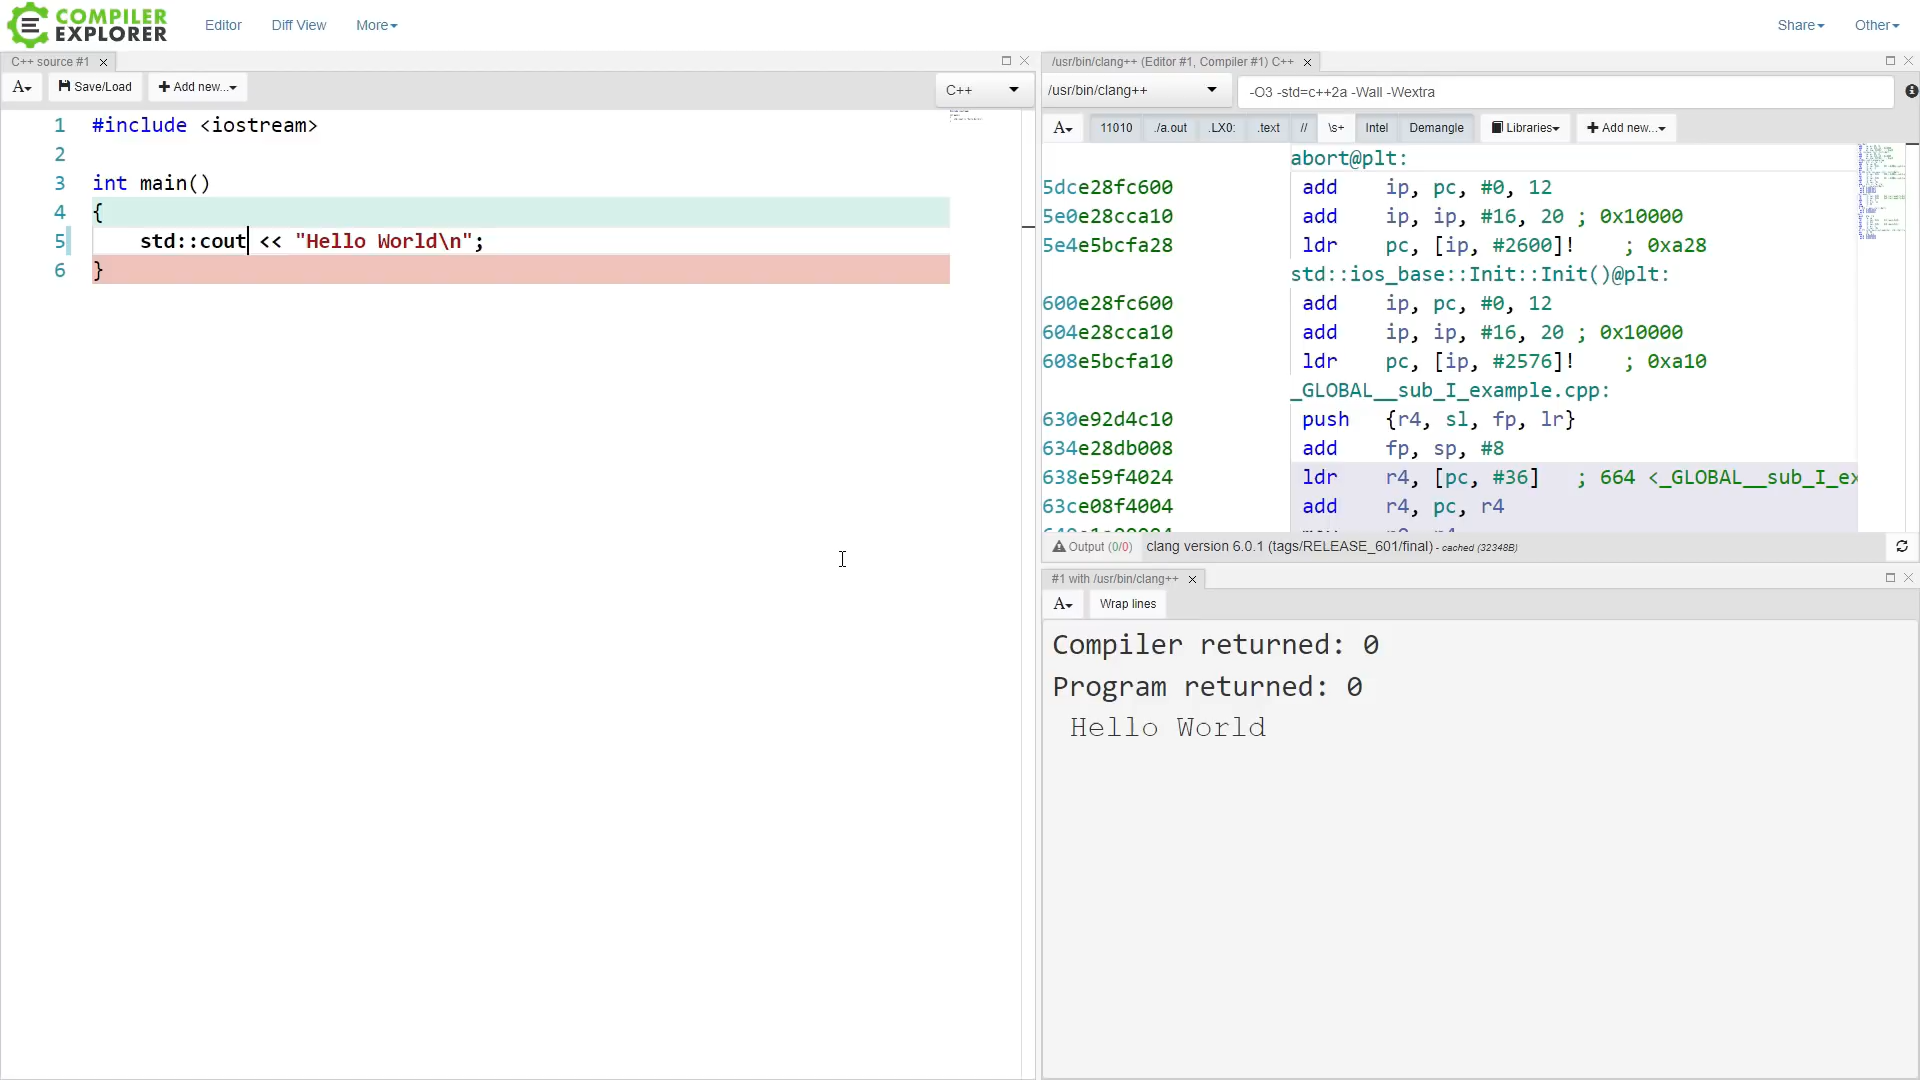 COMPILER
EXPLORER
Editor
Diff View
More
Share
Other
C++ source #1
A
Save/Load
Add new...
C++
1 #include <iostream>
2
3 int main()
4 {
5     std::cout << "Hello World\n";
6 }
/usr/bin/clang++ (Editor #1, Compiler #1) C++
/usr/bin/clang++
-O3 -std=c++2a -Wall -Wextra
A
11010
./a.out
.LX0:
.text
//
\s+
Intel
Demangle
Libraries
Add new...
abort@plt:
5dce28fc600 add ip, pc, #0, 12
5e0e28cca10 add ip, ip, #16, 20 ; 0x10000
5e4e5bcfa28 ldr pc, [ip, #2600]! ; 0xa28
std::ios_base::Init::Init()@plt:
600e28fc600 add ip, pc, #0, 12
604e28cca10 add ip, ip, #16, 20 ; 0x10000
608e5bcfa10 ldr pc, [ip, #2576]! ; 0xa10
_GLOBAL__sub_I_example.cpp:
630e92d4c10 push {r4, sl, fp, lr}
634e28db008 add fp, sp, #8
638e59f4024 ldr r4, [pc, #36] ; 664 <_GLOBAL__sub_I_ex
63ce08f4004 add r4, pc, r4
Output (0/0)
clang version 6.0.1 (tags/RELEASE_601/final) - cached (32348B)
#1 with /usr/bin/clang++
A
Wrap lines
Compiler returned: 0
Program returned: 0
Hello World